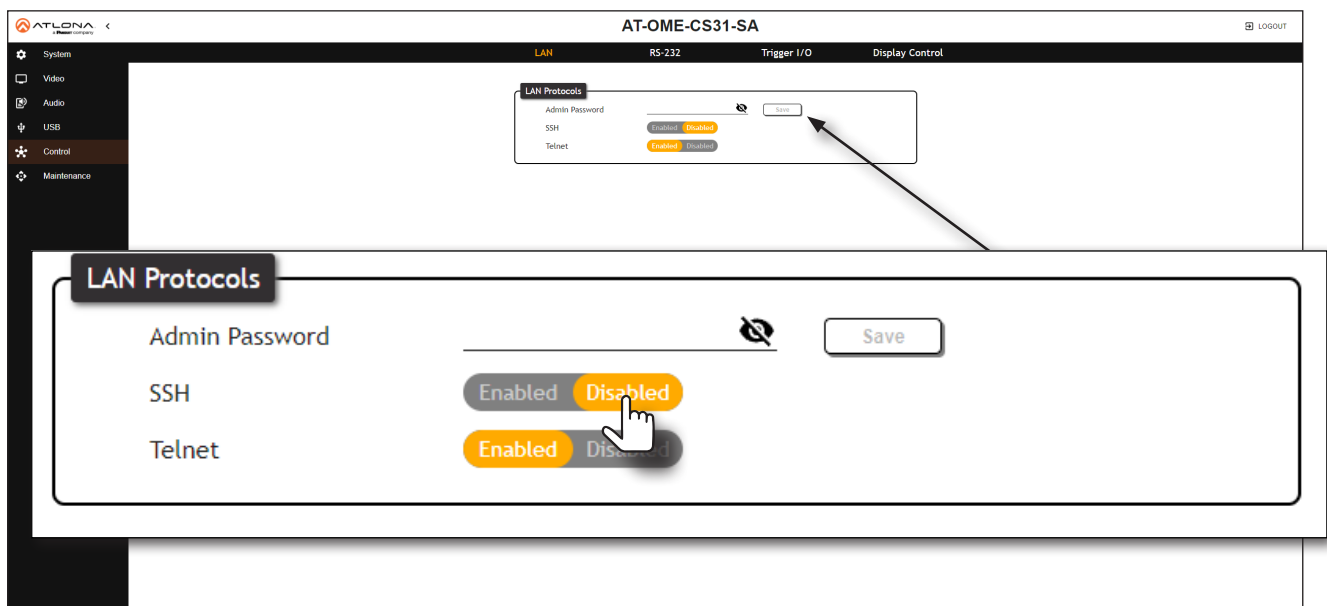 ATLONA
a Panduit company
AT-OME-CS31-SA
LOGOUT
System
Video
Audio
USB
Control
Maintenance
LAN RS-232 Trigger I/O Display Control
LAN Protocols
Admin Password Save
SSH Enabled Disabled
Telnet Enabled Disabled
LAN Protocols
Admin Password Save
SSH Enabled Disabled
Telnet Enabled Disabled